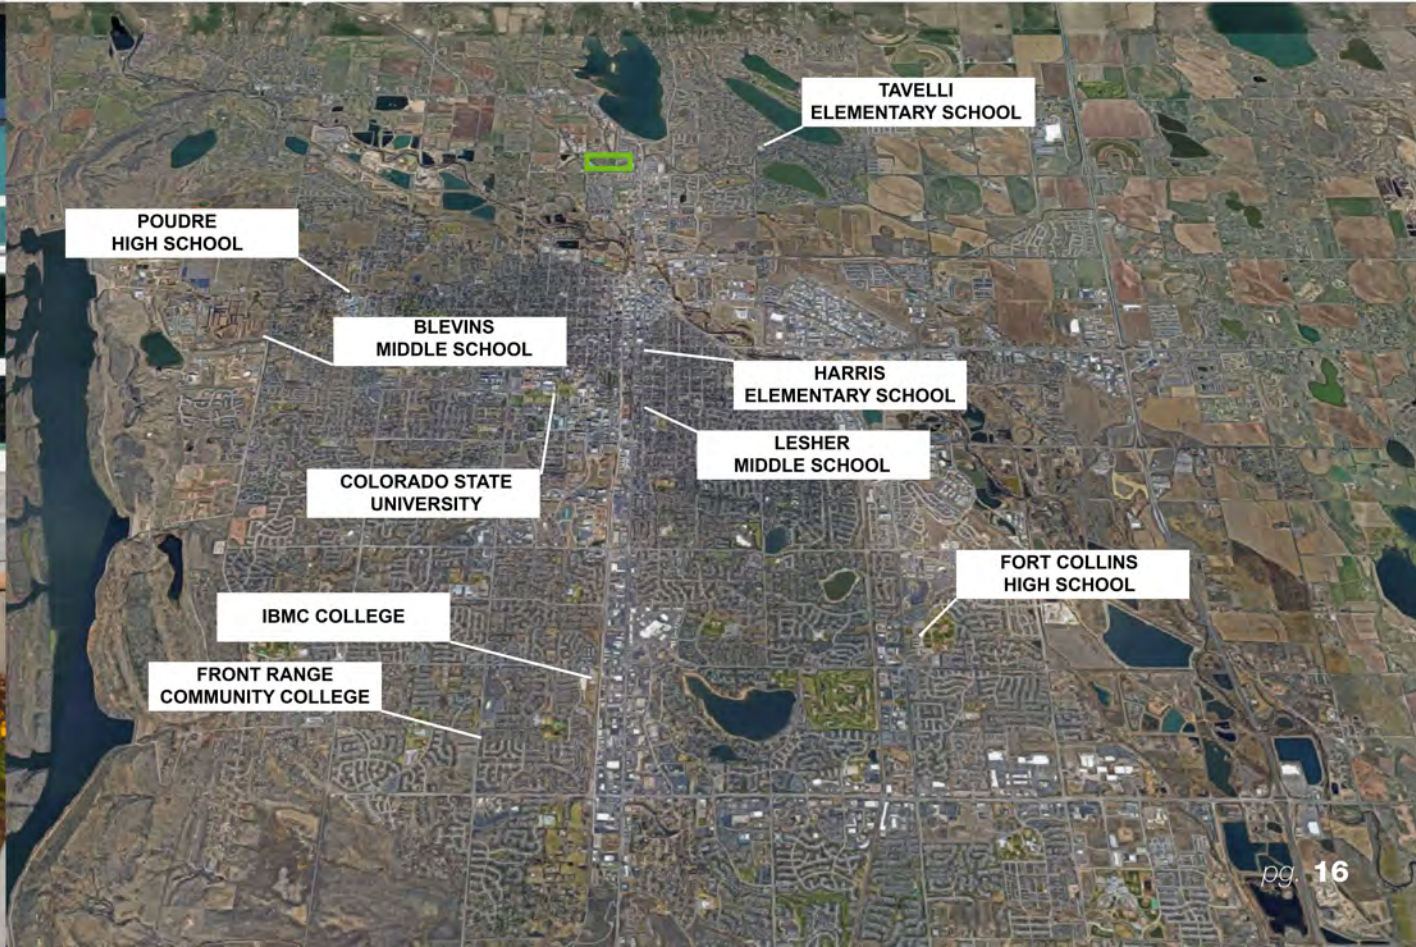 TAVELLI
ELEMENTARY SCHOOL
POUDRE
HIGH SCHOOL
BLEVINS
MIDDLE SCHOOL
HARRIS
ELEMENTARY SCHOOL
LESHER
MIDDLE SCHOOL
COLORADO STATE
UNIVERSITY
FORT COLLINS
HIGH SCHOOL
IBMC COLLEGE
FRONT RANGE
COMMUNITY COLLEGE
pg. 16